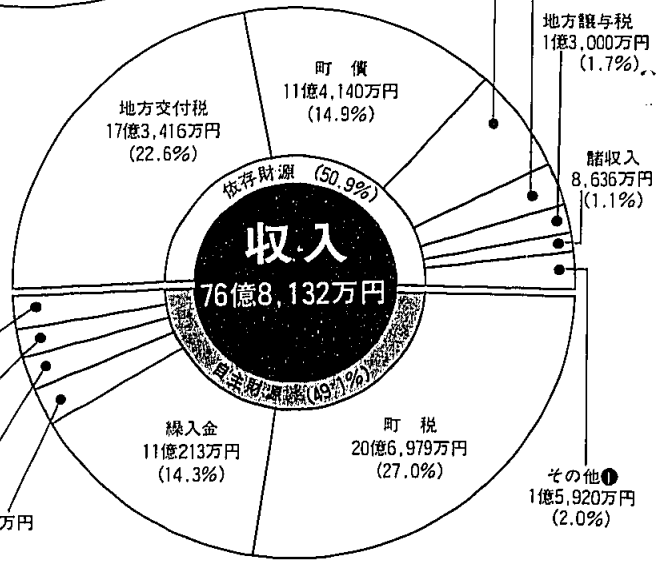 地方譲与税
1億3,000万円
(1.7%)
町 債
11億4,140万円
(14.9%)
地方交付税
17億3,416万円
(22.6%)
諸収入
8,636万円
(1.1%)
依存財源 (50.9%)
収入
76億8,132万円
自主財源 (49.1%)
繰入金
11億213万円
(14.3%)
町 税
20億6,979万円
(27.0%)
その他❶
1億5,920万円
(2.0%)
万円